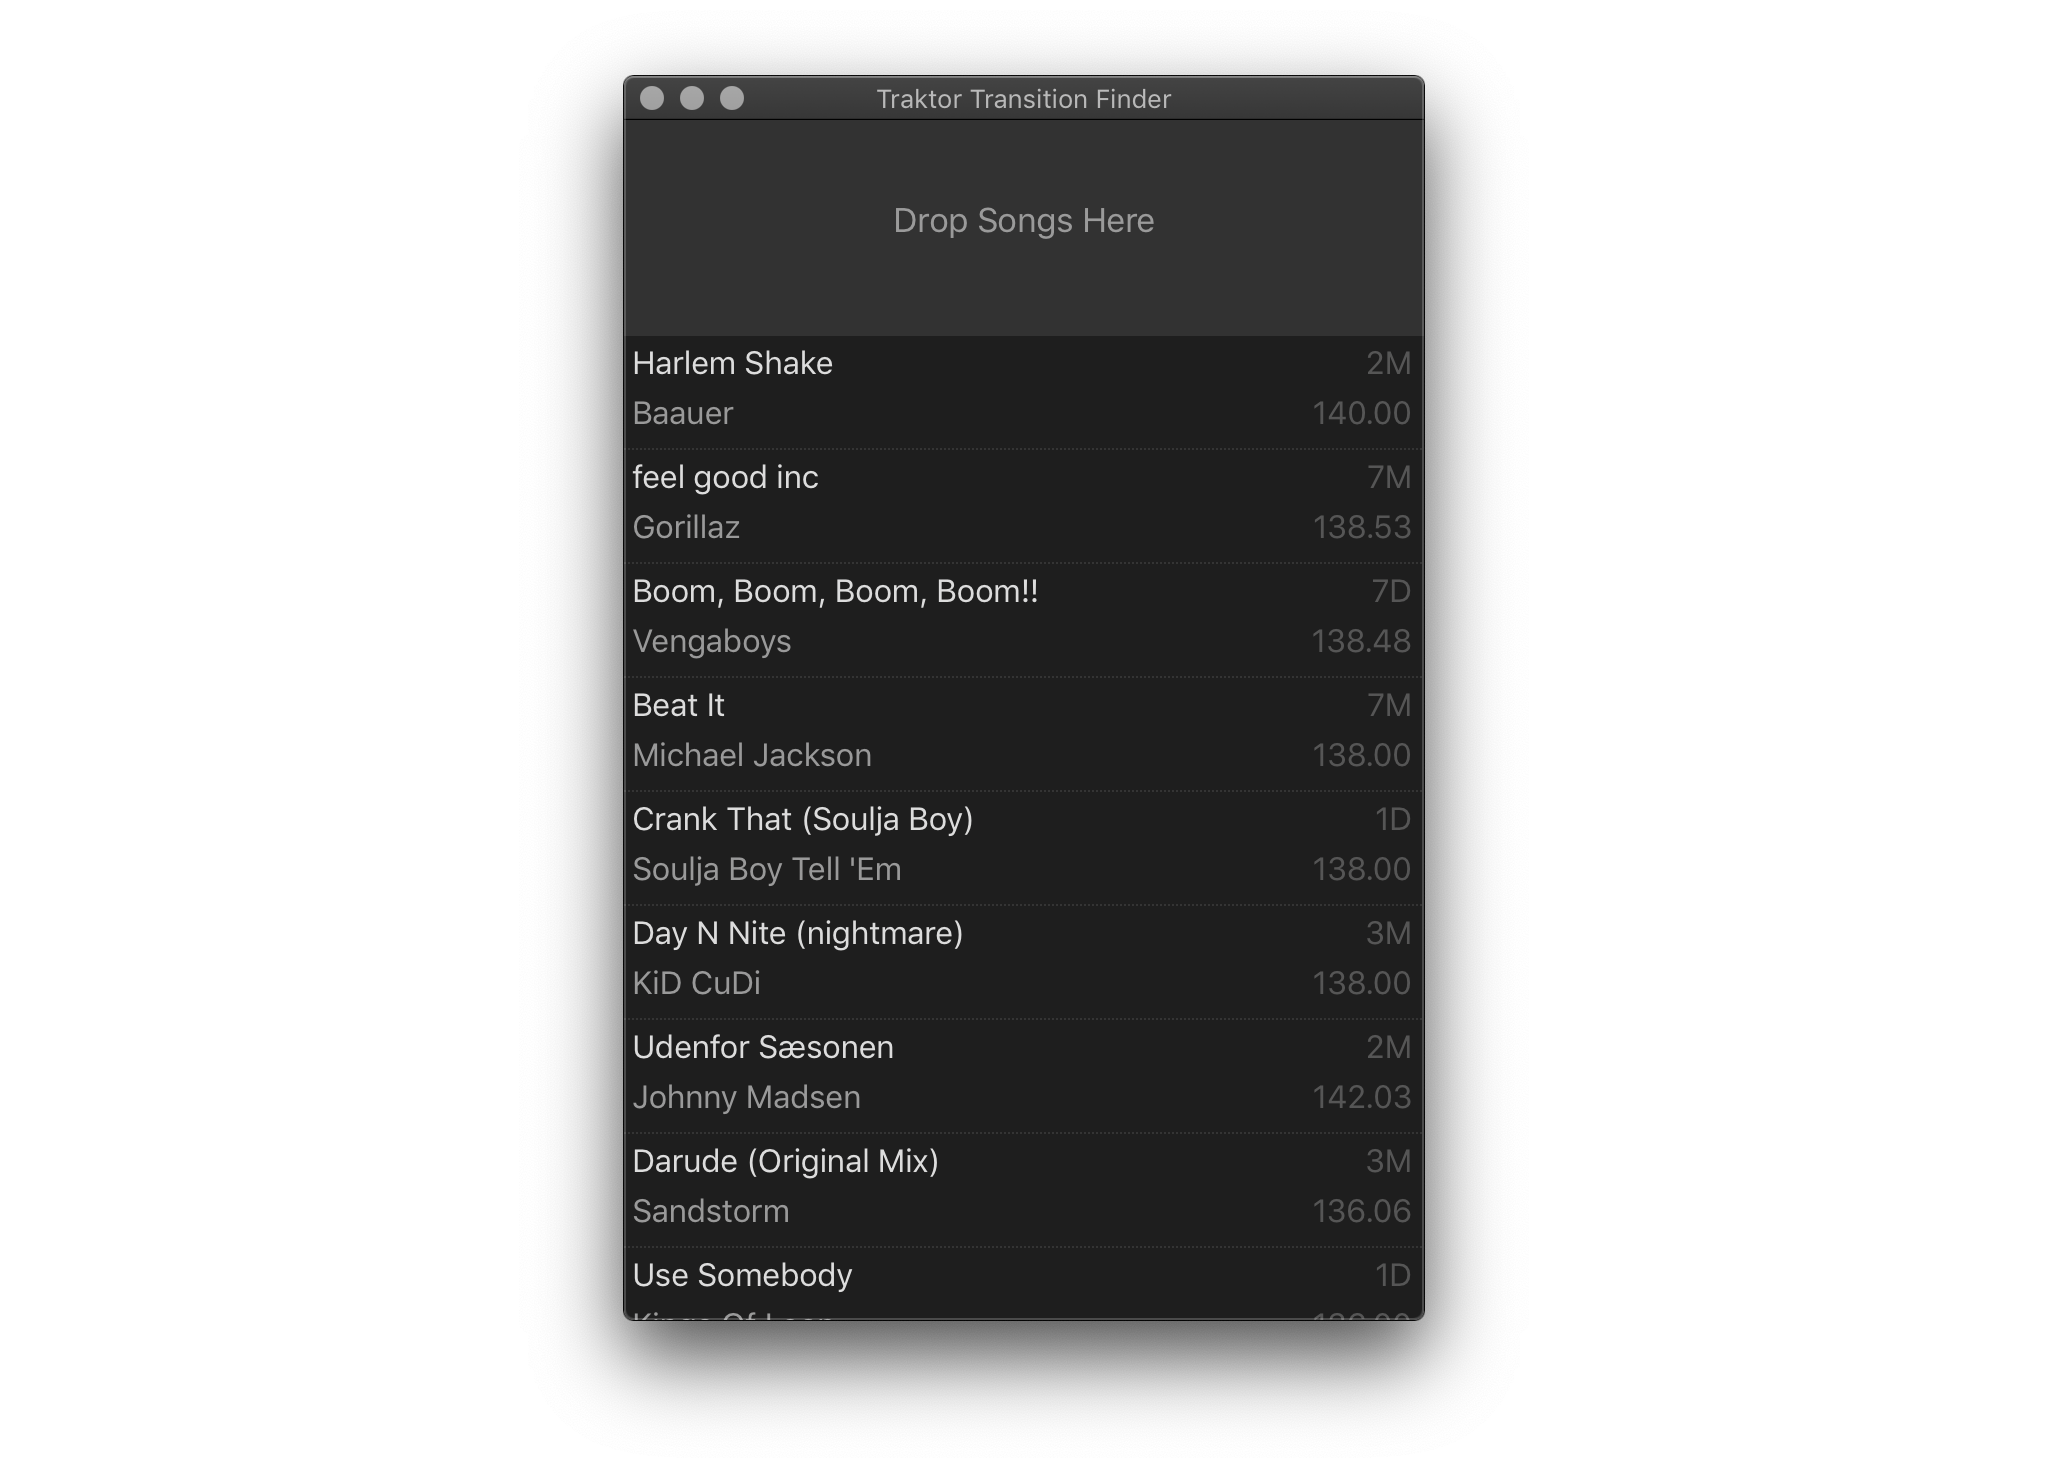 Traktor Transition Finder
Drop Songs Here
Harlem Shake 2M
Baauer 140.00
feel good inc 7M
Gorillaz 138.53
Boom, Boom, Boom, Boom!! 7D
Vengaboys 138.48
Beat It 7M
Michael Jackson 138.00
Crank That (Soulja Boy) 1D
Soulja Boy Tell 'Em 138.00
Day N Nite (nightmare) 3M
KiD CuDi 138.00
Udenfor Sæsonen 2M
Johnny Madsen 142.03
Darude (Original Mix) 3M
Sandstorm 136.06
Use Somebody 1D
Kings Of Leon